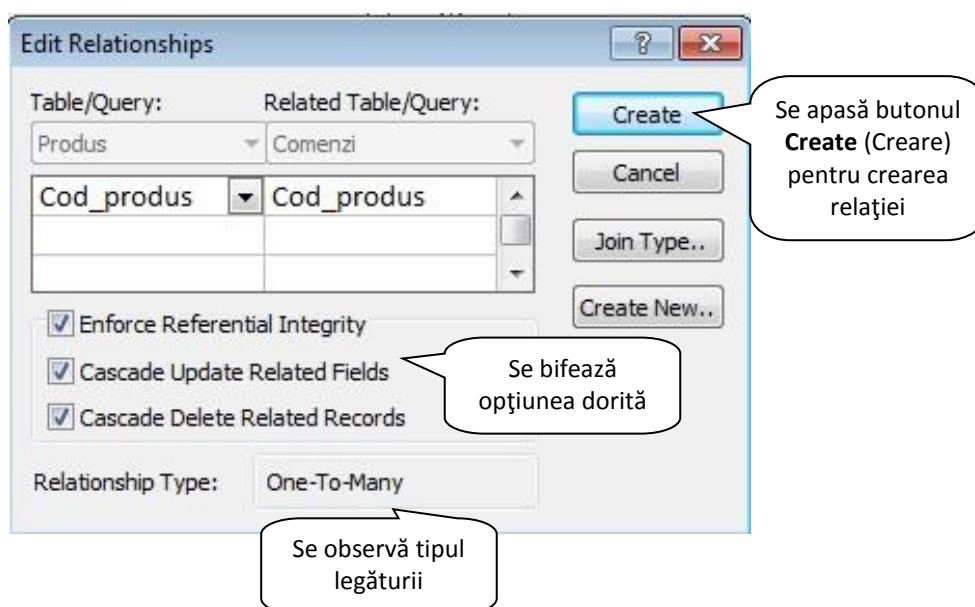 Edit Relationships
Table/Query: Related Table/Query:
Produs Comenzi
Cod_produs Cod_produs
Enforce Referential Integrity
Cascade Update Related Fields
Cascade Delete Related Records
Relationship Type: One-To-Many
Create
Cancel
Join Type..
Create New..
Se apasă butonul
Create (Creare)
pentru crearea
relaţiei
Se bifează
opţiunea dorită
Se observă tipul
legăturii